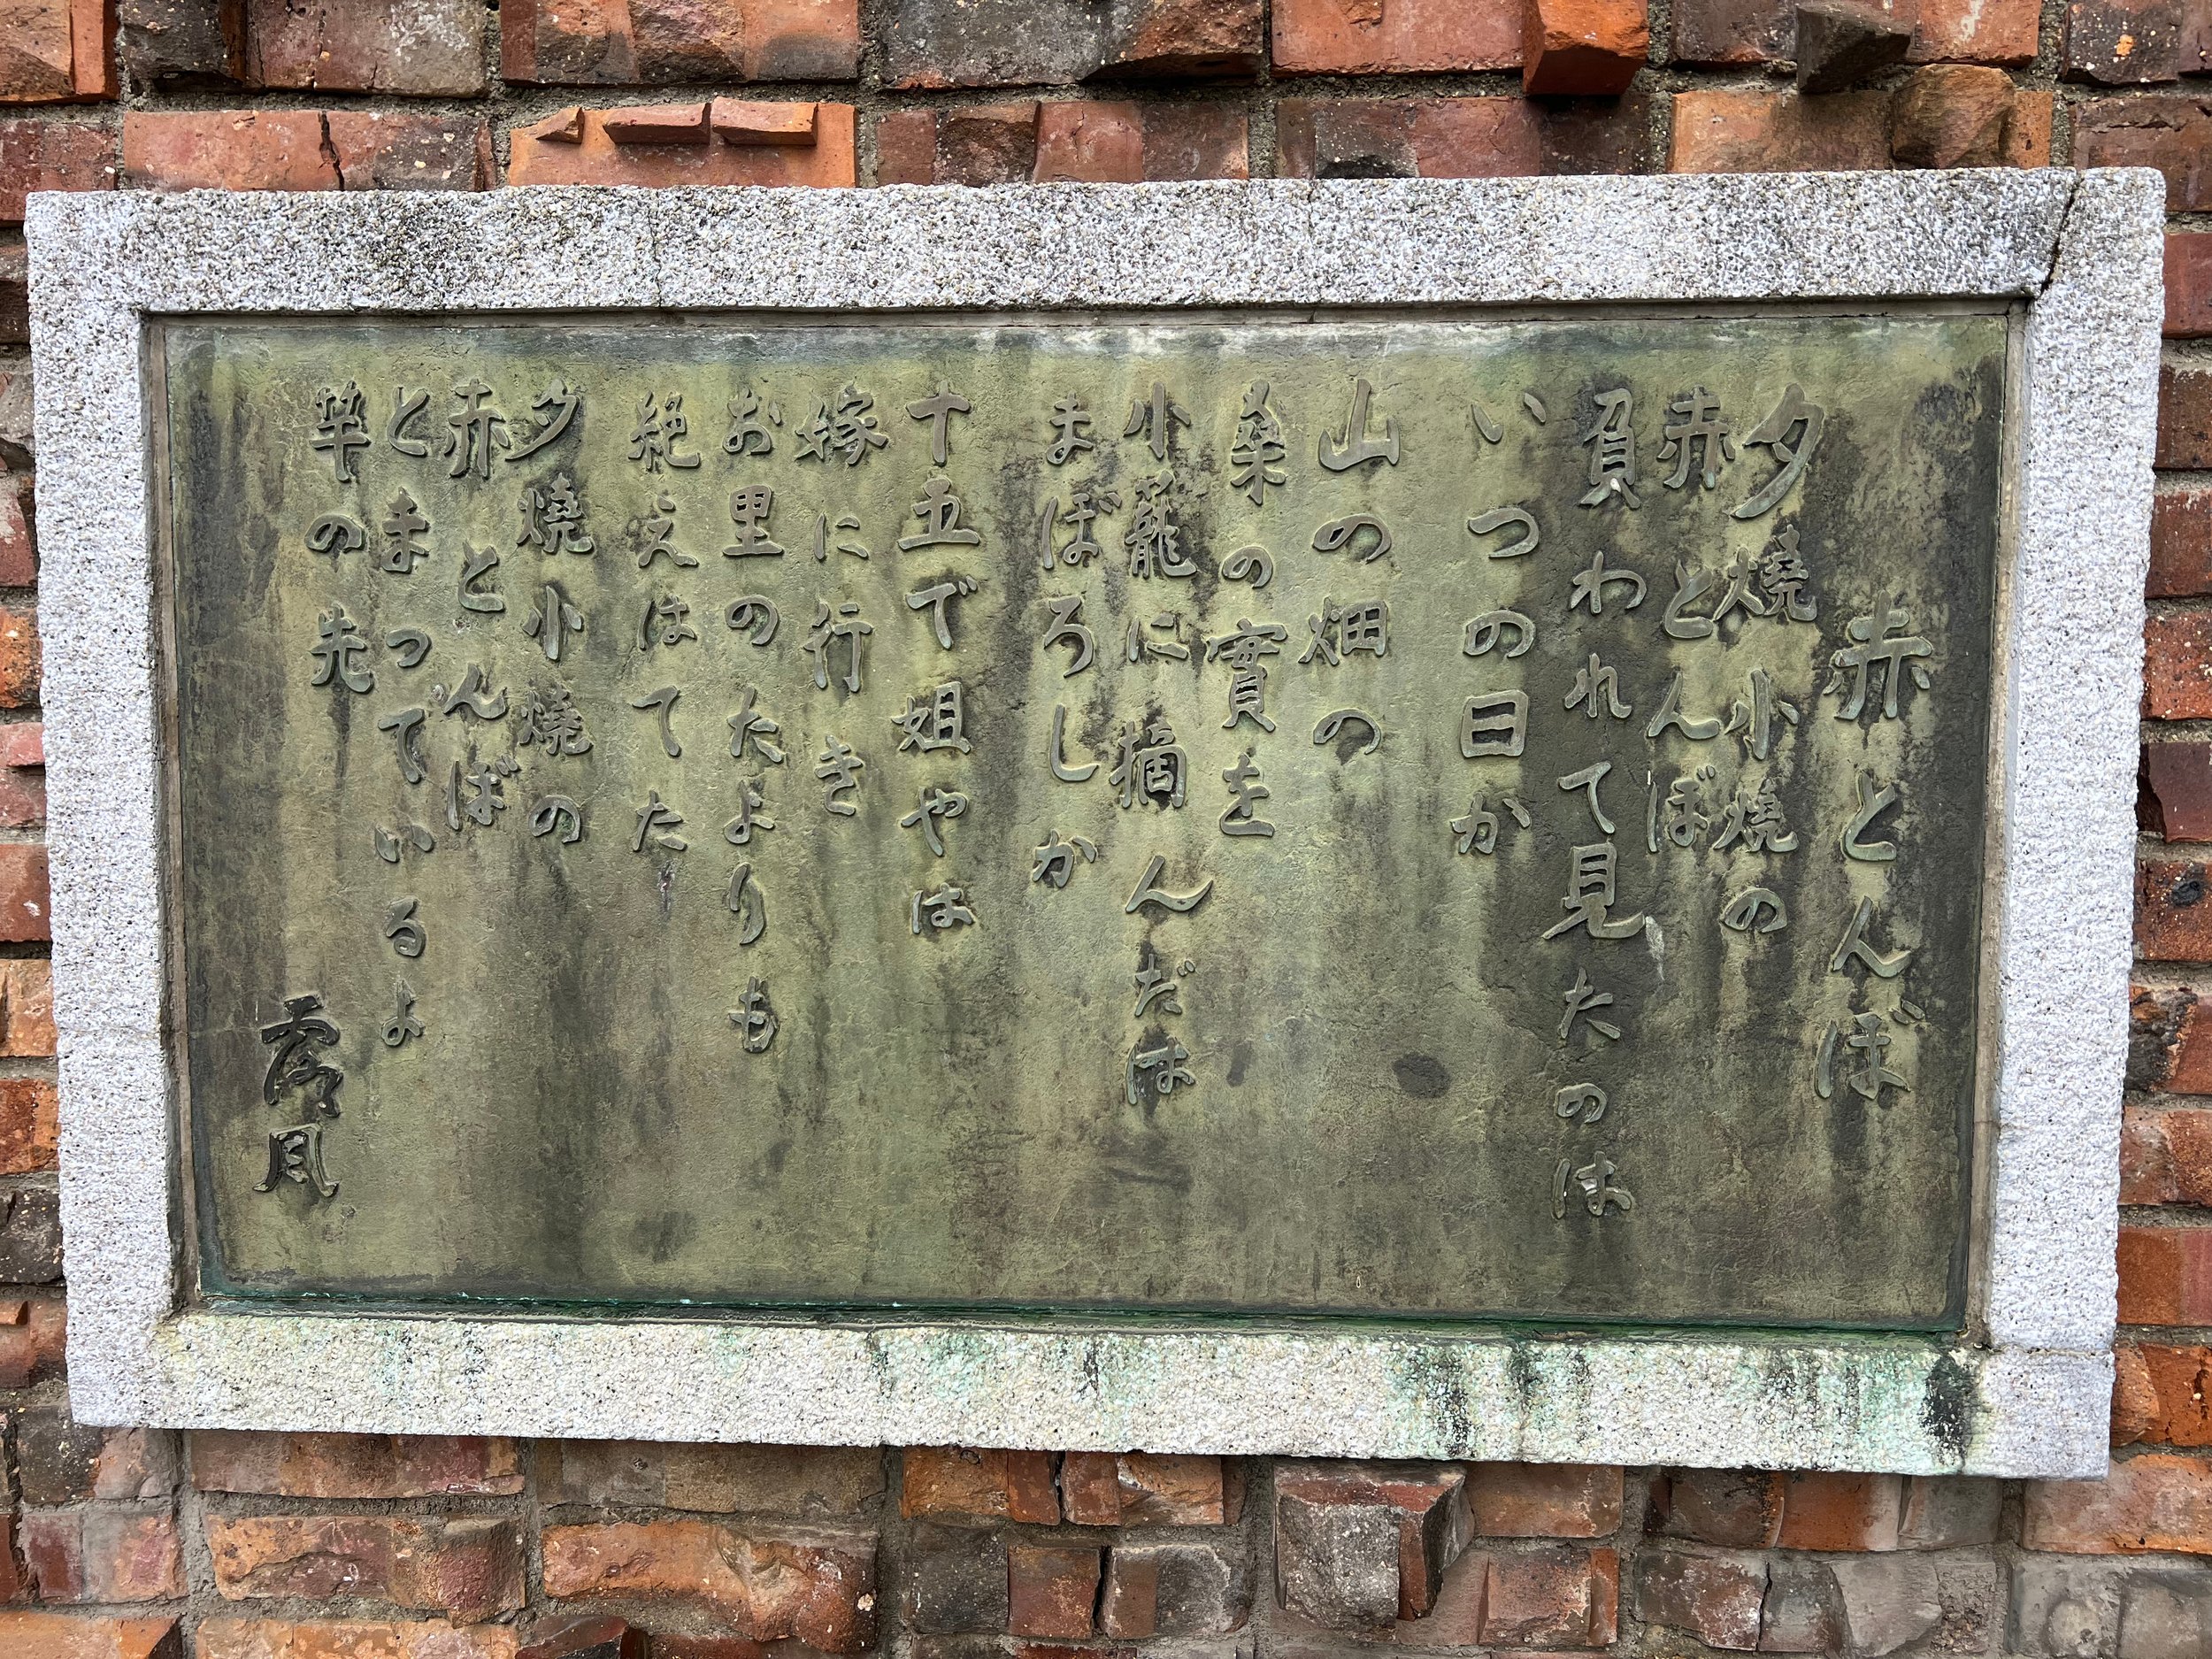 赤とんぼ
夕燒小燒の
赤とんぼ
負われて見たのは
いつの日か
山の畑の
桑の實を
小籠に摘んだは
まぼろしか
十五で姐やは
嫁に行き
お里のたよりも
絶えはてた
夕燒小燒の
赤とんぼ
とまっているよ
竿の先
露風